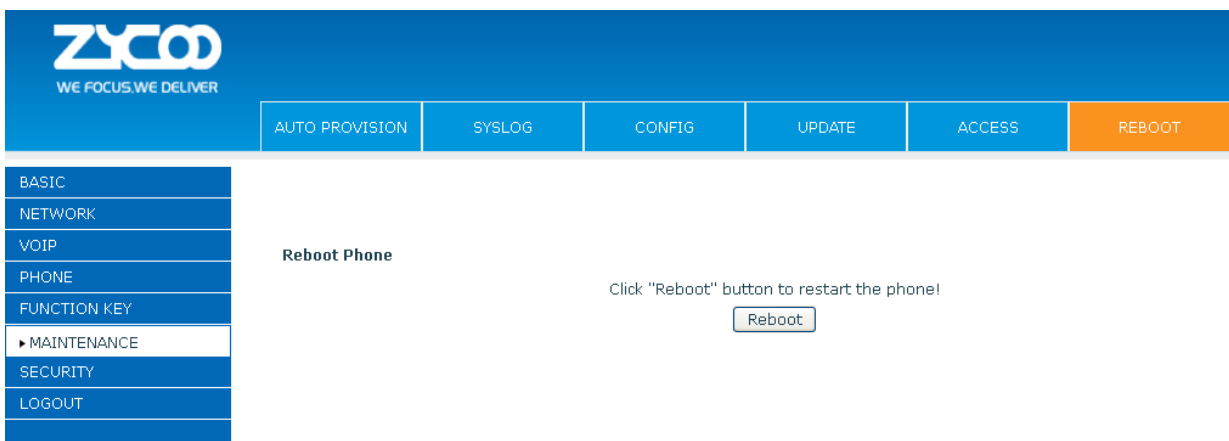 ZYCOO
WE FOCUS.WE DELIVER
AUTO PROVISION SYSLOG CONFIG UPDATE ACCESS REBOOT
BASIC
NETWORK
VOIP
PHONE
FUNCTION KEY
MAINTENANCE
SECURITY
LOGOUT
Reboot Phone
Click "Reboot" button to restart the phone!
Reboot